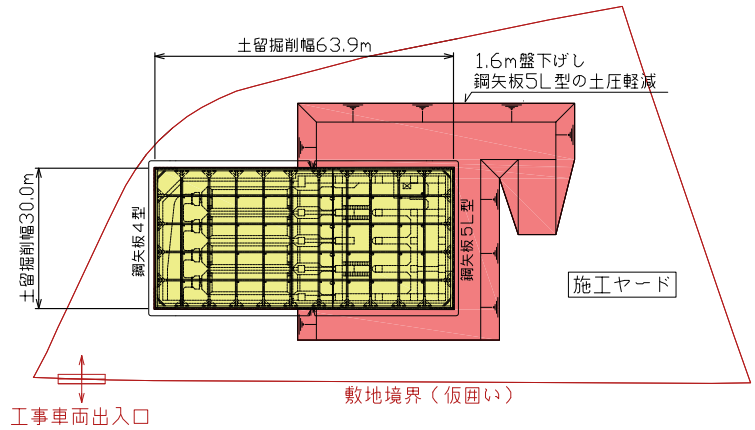 土留掘削幅63.9m
1.6m盤下げし
鋼矢板5L型の土圧軽減
土留掘削幅30.0m
鋼矢板4型
鋼矢板5L型
施工ヤード
敷地境界(仮囲い)
工事車両出入口